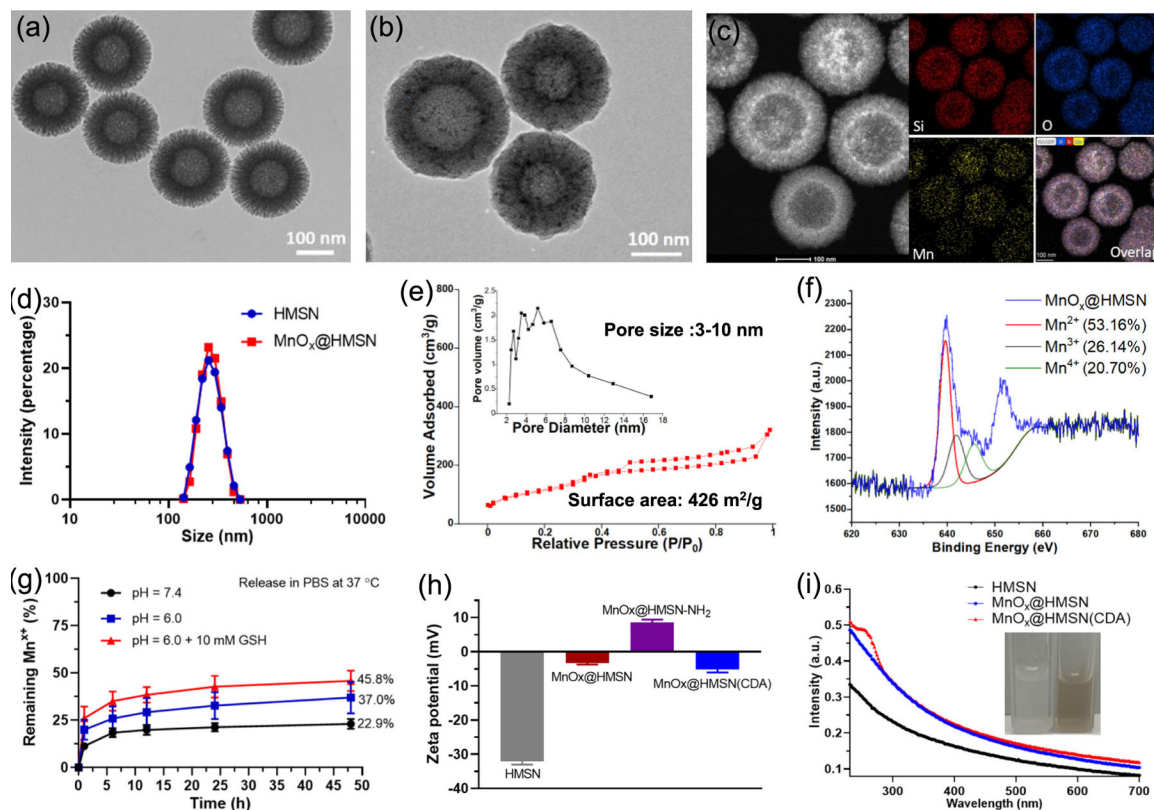 (a)
100 nm
(b)
100 nm
(c)
100 nm
Si
O
Mn
100 nm
Overlap
(d)
HMSN
MnOₓ@HMSN
Intensity (percentage)
30
20
10
0
10
100
1000
10000
Size (nm)
(e)
Volume Adsorbed (cm³/g)
800
600
400
200
0
0
0.2
0.4
0.6
0.8
1
Relative Pressure (P/P₀)
Pore volume (cm³/g)
2.5
2
1.5
1
0.5
0
0 2 4 6 8 10 12 14 16 18
Pore Diameter (nm)
Pore size :3-10 nm
Surface area: 426 m²/g
(f)
MnOₓ@HMSN
Mn²⁺ (53.16%)
Mn³⁺ (26.14%)
Mn⁴⁺ (20.70%)
Intensity (a.u.)
2400
2300
2200
2100
2000
1900
1800
1700
1600
1500
620 630 640 650 660 670 680
Binding Energy (eV)
(g)
Release in PBS at 37 °C
pH = 7.4
pH = 6.0
pH = 6.0 + 10 mM GSH
Remaining Mnˣ⁺ (%)
100
75
50
25
0
45.8%
37.0%
22.9%
0 5 10 15 20 25 30 35 40 45 50
Time (h)
(h)
Zeta potential (mV)
20
10
0
-10
-20
-30
-40
HMSN
MnOx@HMSN
MnOx@HMSN-NH₂
MnOx@HMSN(CDA)
(i)
HMSN
MnOₓ@HMSN
MnOₓ@HMSN(CDA)
Intensity (a.u.)
0.6
0.5
0.4
0.3
0.2
0.1
300 400 500 600 700
Wavelength (nm)